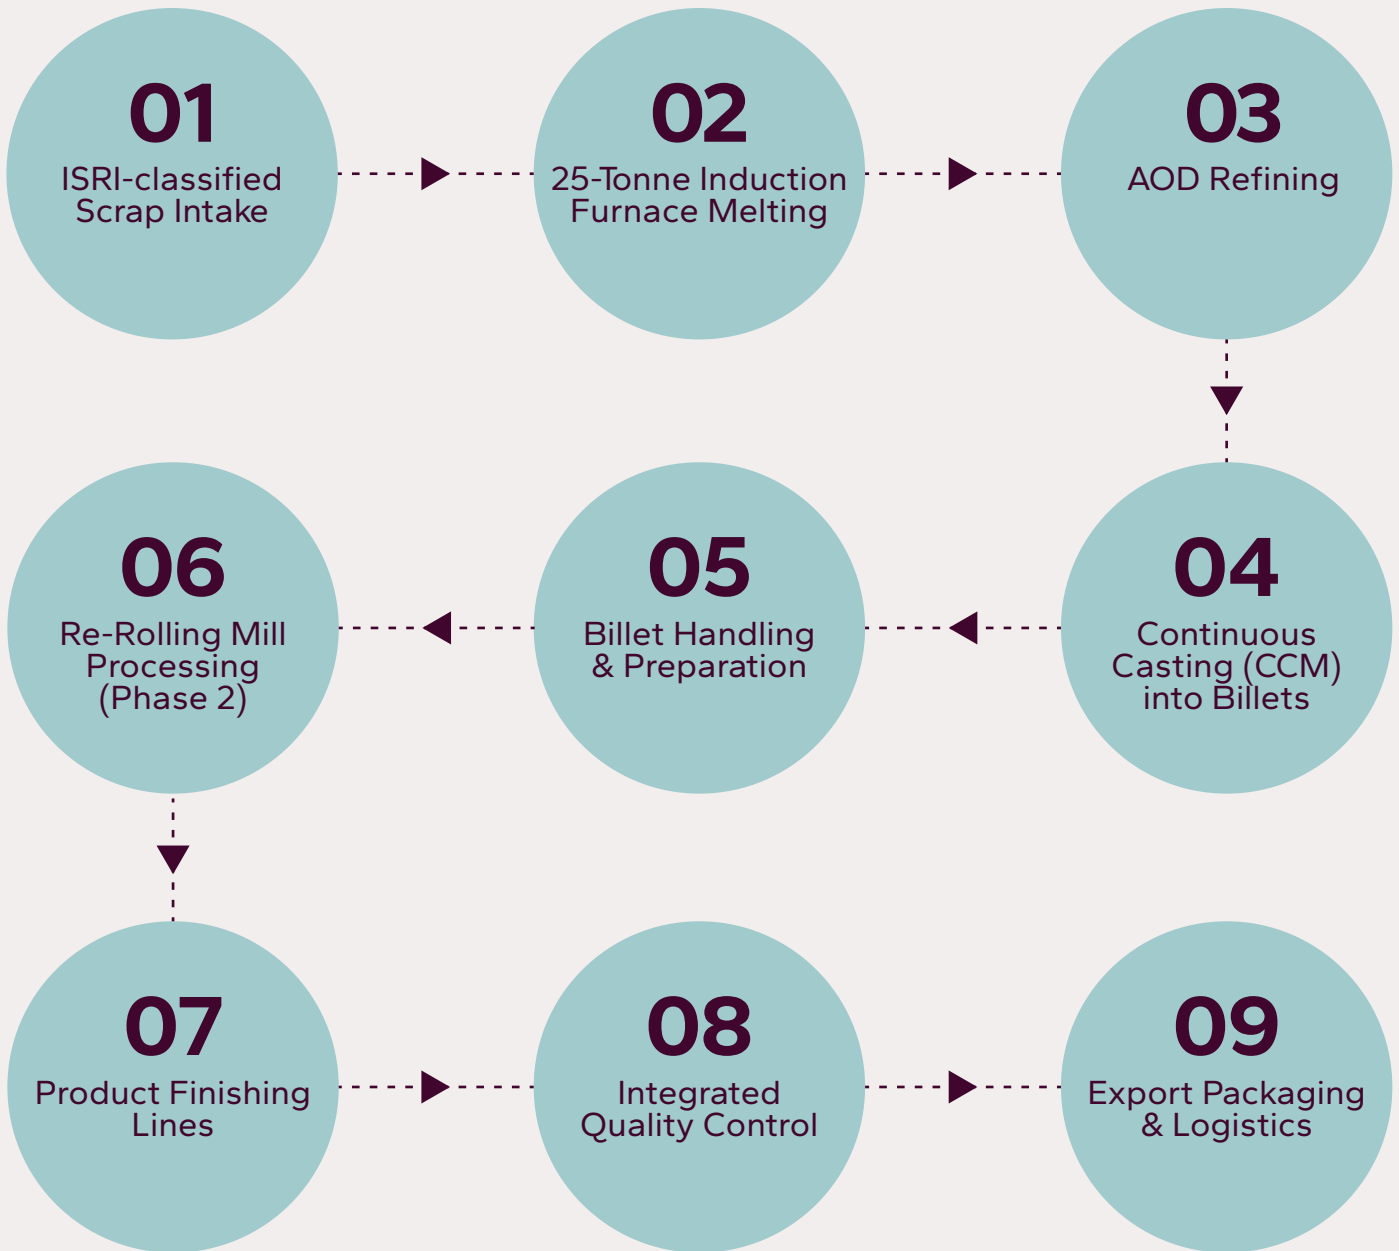 01
ISRI-classified
Scrap Intake
02
25-Tonne Induction
Furnace Melting
03
AOD Refining
04
Continuous
Casting (CCM)
into Billets
05
Billet Handling
& Preparation
06
Re-Rolling Mill
Processing
(Phase 2)
07
Product Finishing
Lines
08
Integrated
Quality Control
09
Export Packaging
& Logistics